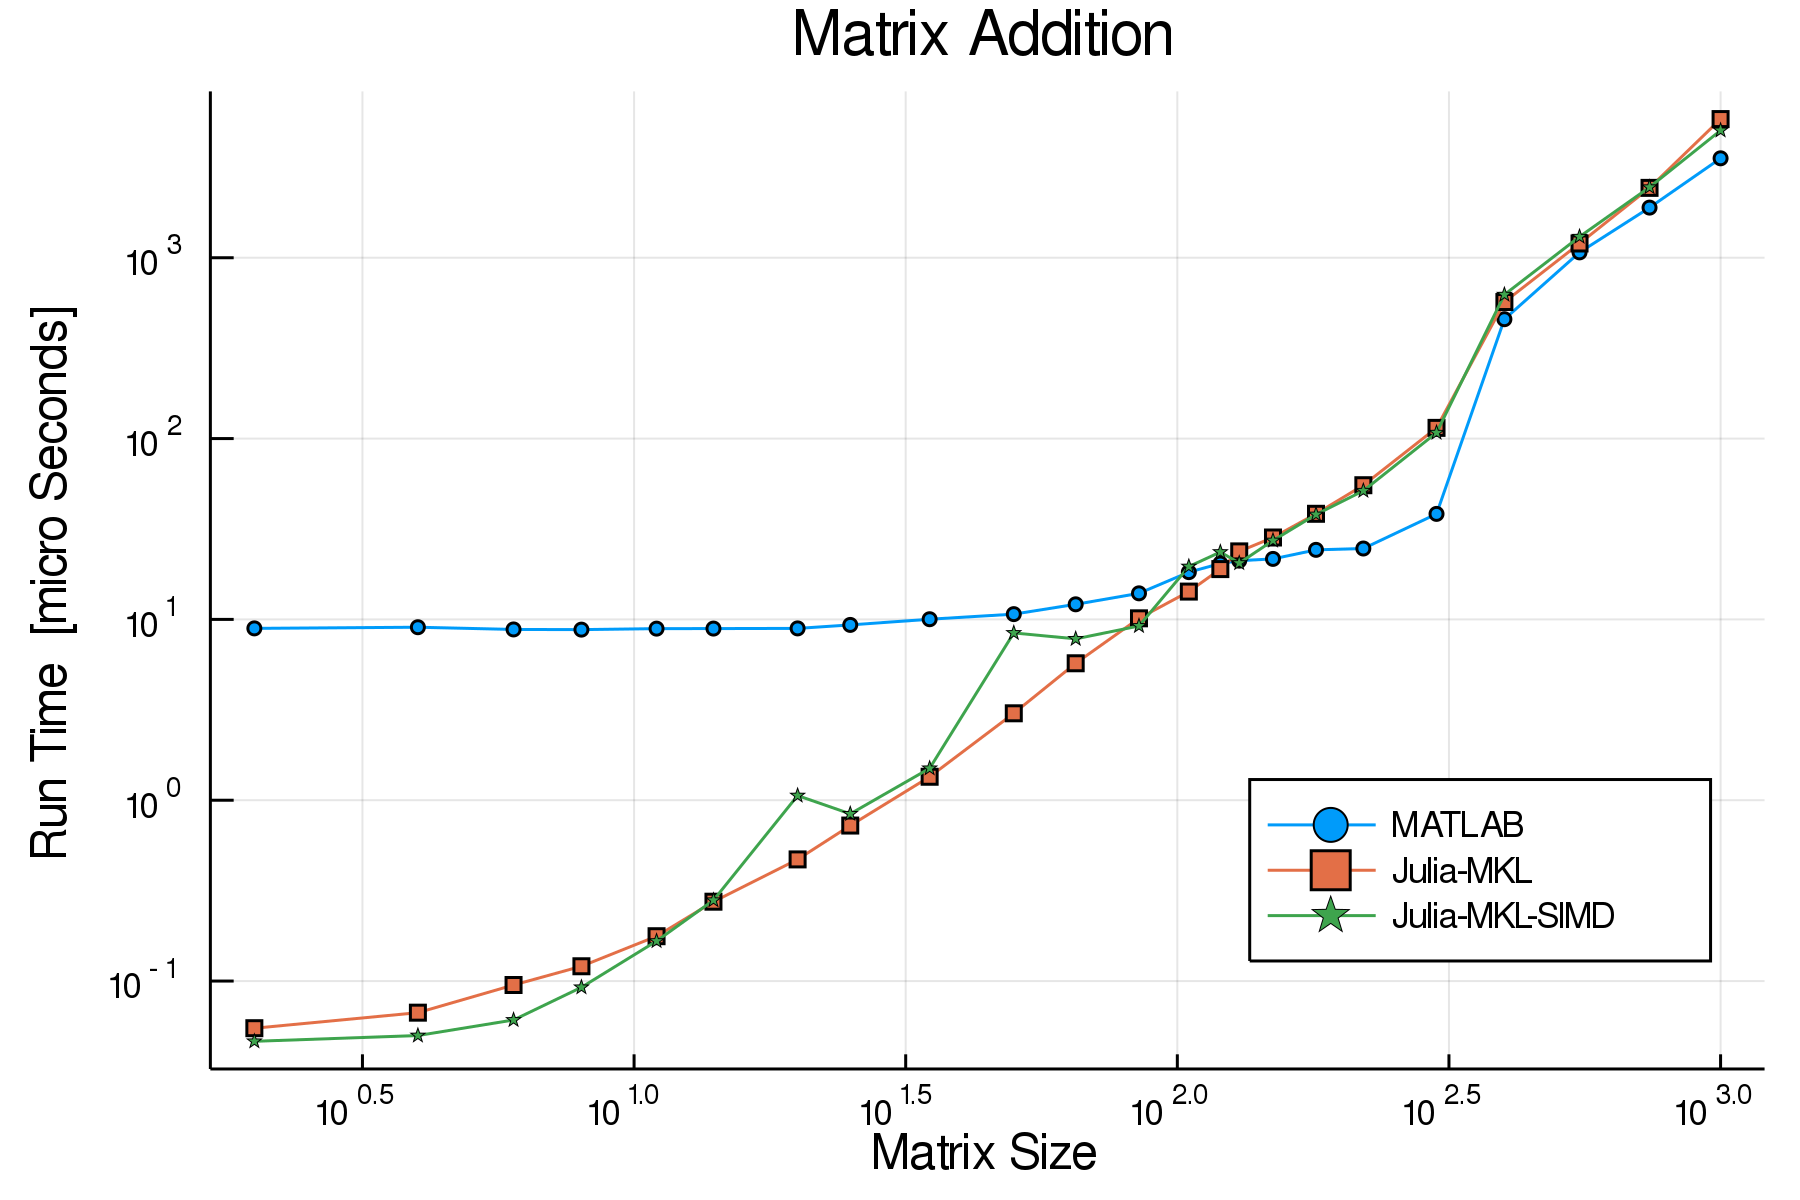 Matrix Addition
Run Time [micro Seconds]
10 3
10 2
10 1
10 0
10 - 1
10 0.5
10 1.0
10 1.5
10 2.0
10 2.5
10 3.0
Matrix Size
MATLAB
Julia-MKL
Julia-MKL-SIMD